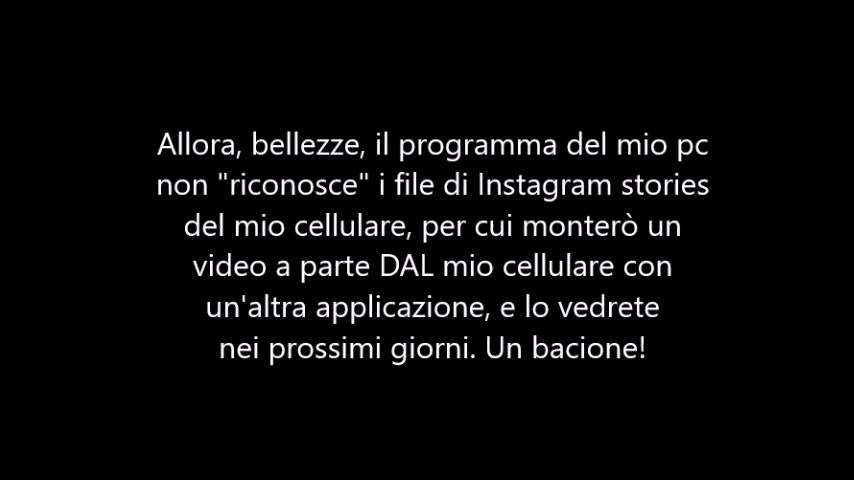 Allora, bellezze, il programma del mio pc
non "riconosce" i file di Instagram stories
del mio cellulare, per cui monterò un
video a parte DAL mio cellulare con
un'altra applicazione, e lo vedrete
nei prossimi giorni. Un bacione!